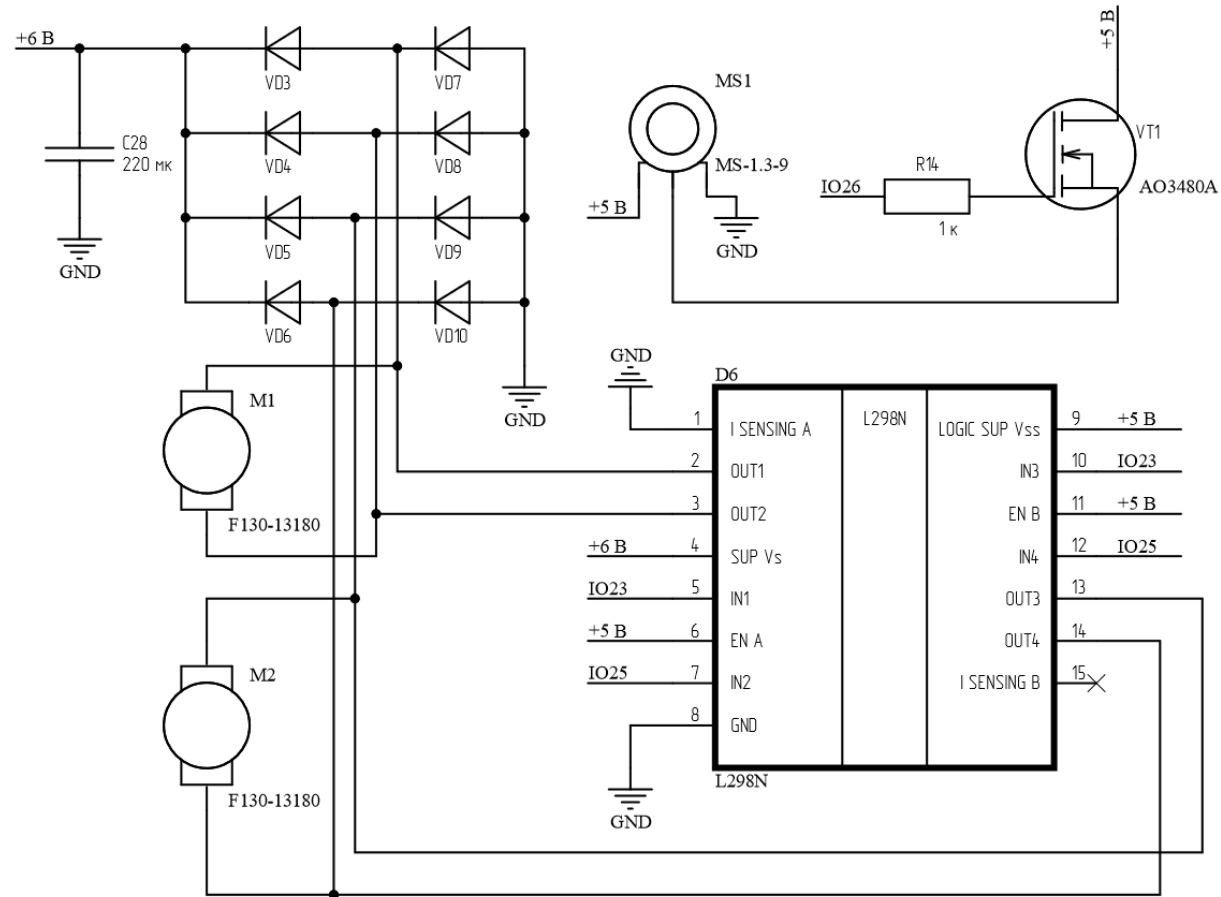 +6 В
VD3
VD7
C28
220 мк
GND
VD4
VD8
VD5
VD9
VD6
VD10
GND
MS1
MS-1.3-9
+5 В
GND
+5 В
VT1
AO3480A
IO26
R14
1 к
M1
F130-13180
M2
F130-13180
GND
D6
L298N
1 I SENSING A
2 OUT1
3 OUT2
+6 В 4 SUP Vs
IO23 5 IN1
+5 В 6 EN A
IO25 7 IN2
8 GND
GND
LOGIC SUP Vss 9 +5 В
IN3 10 IO23
EN B 11 +5 В
IN4 12 IO25
OUT3 13
OUT4 14
I SENSING B 15
L298N